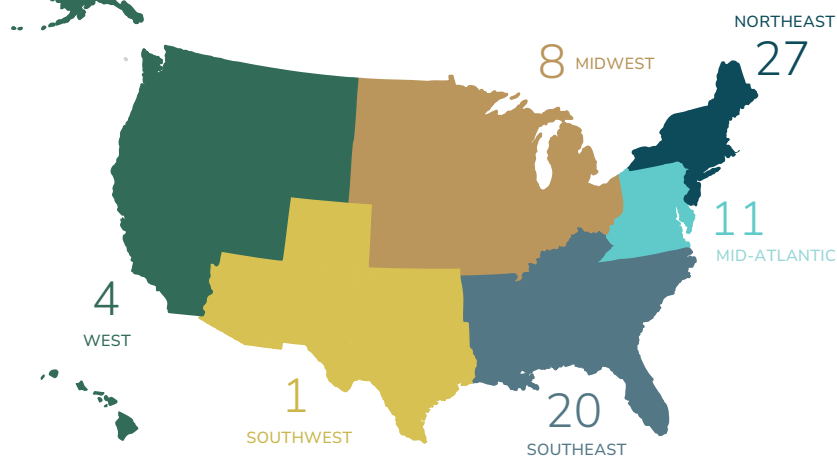 NORTHEAST
27
8 MIDWEST
11
MID-ATLANTIC
4
WEST
1
SOUTHWEST
20
SOUTHEAST